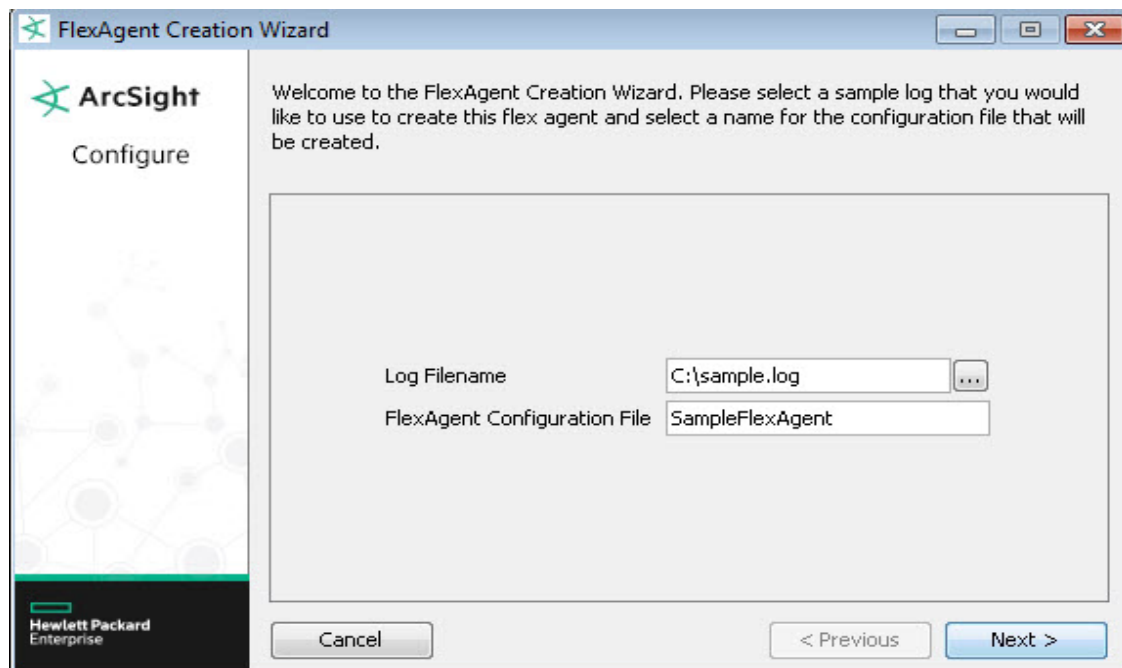 FlexAgent Creation Wizard
ArcSight
Configure
Welcome to the FlexAgent Creation Wizard. Please select a sample log that you would
like to use to create this flex agent and select a name for the configuration file that will
be created.
Log Filename C:\sample.log ...
FlexAgent Configuration File SampleFlexAgent
Hewlett Packard
Enterprise
Cancel < Previous Next >